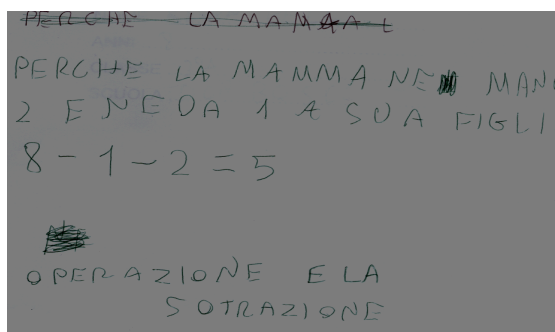 PERCHE LA MAMMA
PERCHE LA MAMMA NE MAN
2 E NE DA 1 A SUA FIGLI
8 - 1 - 2 = 5
OPERAZIONE E LA
SOTRAZIONE